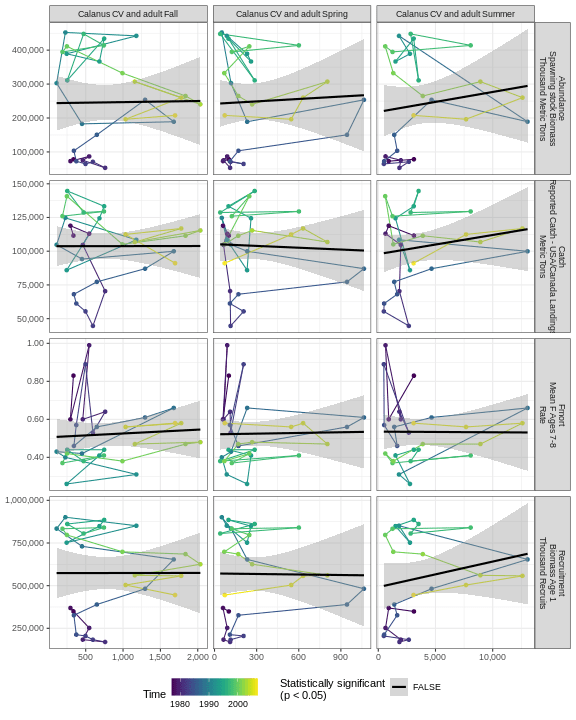 Calanus CV and adult Fall
Calanus CV and adult Spring
Calanus CV and adult Summer
400,000
300,000
200,000
100,000
Abundance
Spawning stock Biomass
Thousand Metric Tons
150,000
125,000
100,000
75,000
50,000
Catch
Reported Catch - USA/Canada Landing
Metric Tons
1.00
0.80
0.60
0.40
Fmort
Mean F Ages 7-8
Rate
1,000,000
750,000
500,000
250,000
Recruitment
Biomass Age 1
Thousand Recruits
500
1,000
1,500
2,000
0
300
600
900
0
5,000
10,000
Time
1980
1990
2000
Statistically significant
(p < 0.05)
FALSE